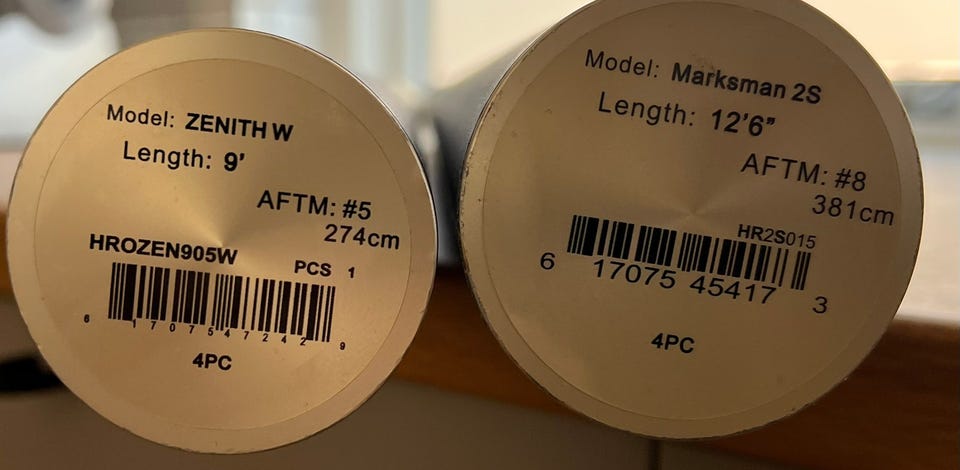 Model: ZENITH W
Length: 9'
AFTM: #5
274cm
HROZEN905W
PCS 1
6 17075 47242 9
4PC
Model: Marksman 2S
Length: 12'6”
AFTM: #8
381cm
HR2S015
6 17075 45417 3
4PC